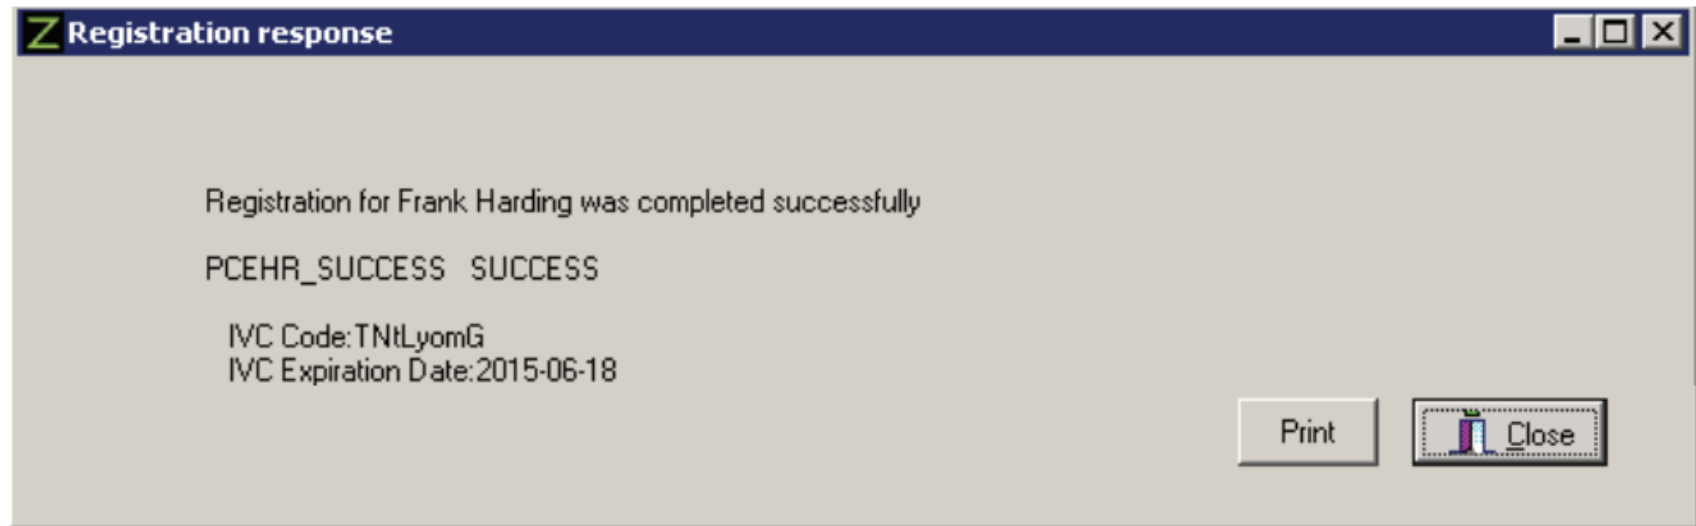 Registration response
Registration for Frank Harding was completed successfully
PCEHR_SUCCESS SUCCESS
IVC Code:TNtLyomG
IVC Expiration Date:2015-06-18
Print
Close